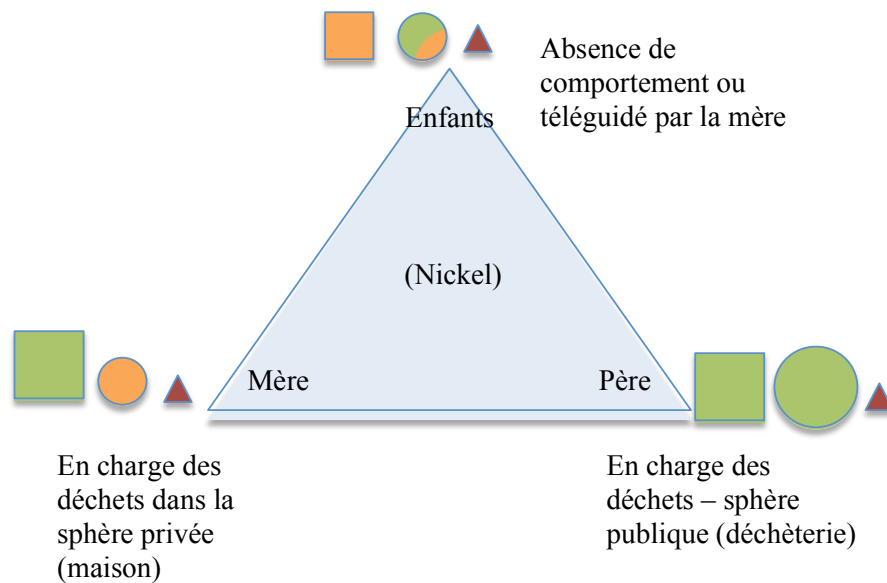 Absence de
comportement ou
téléguidé par la mère
Enfants
(Nickel)
Mère
Père
En charge des
déchets dans la
sphère privée
(maison)
En charge des
déchets – sphère
publique (déchèterie)